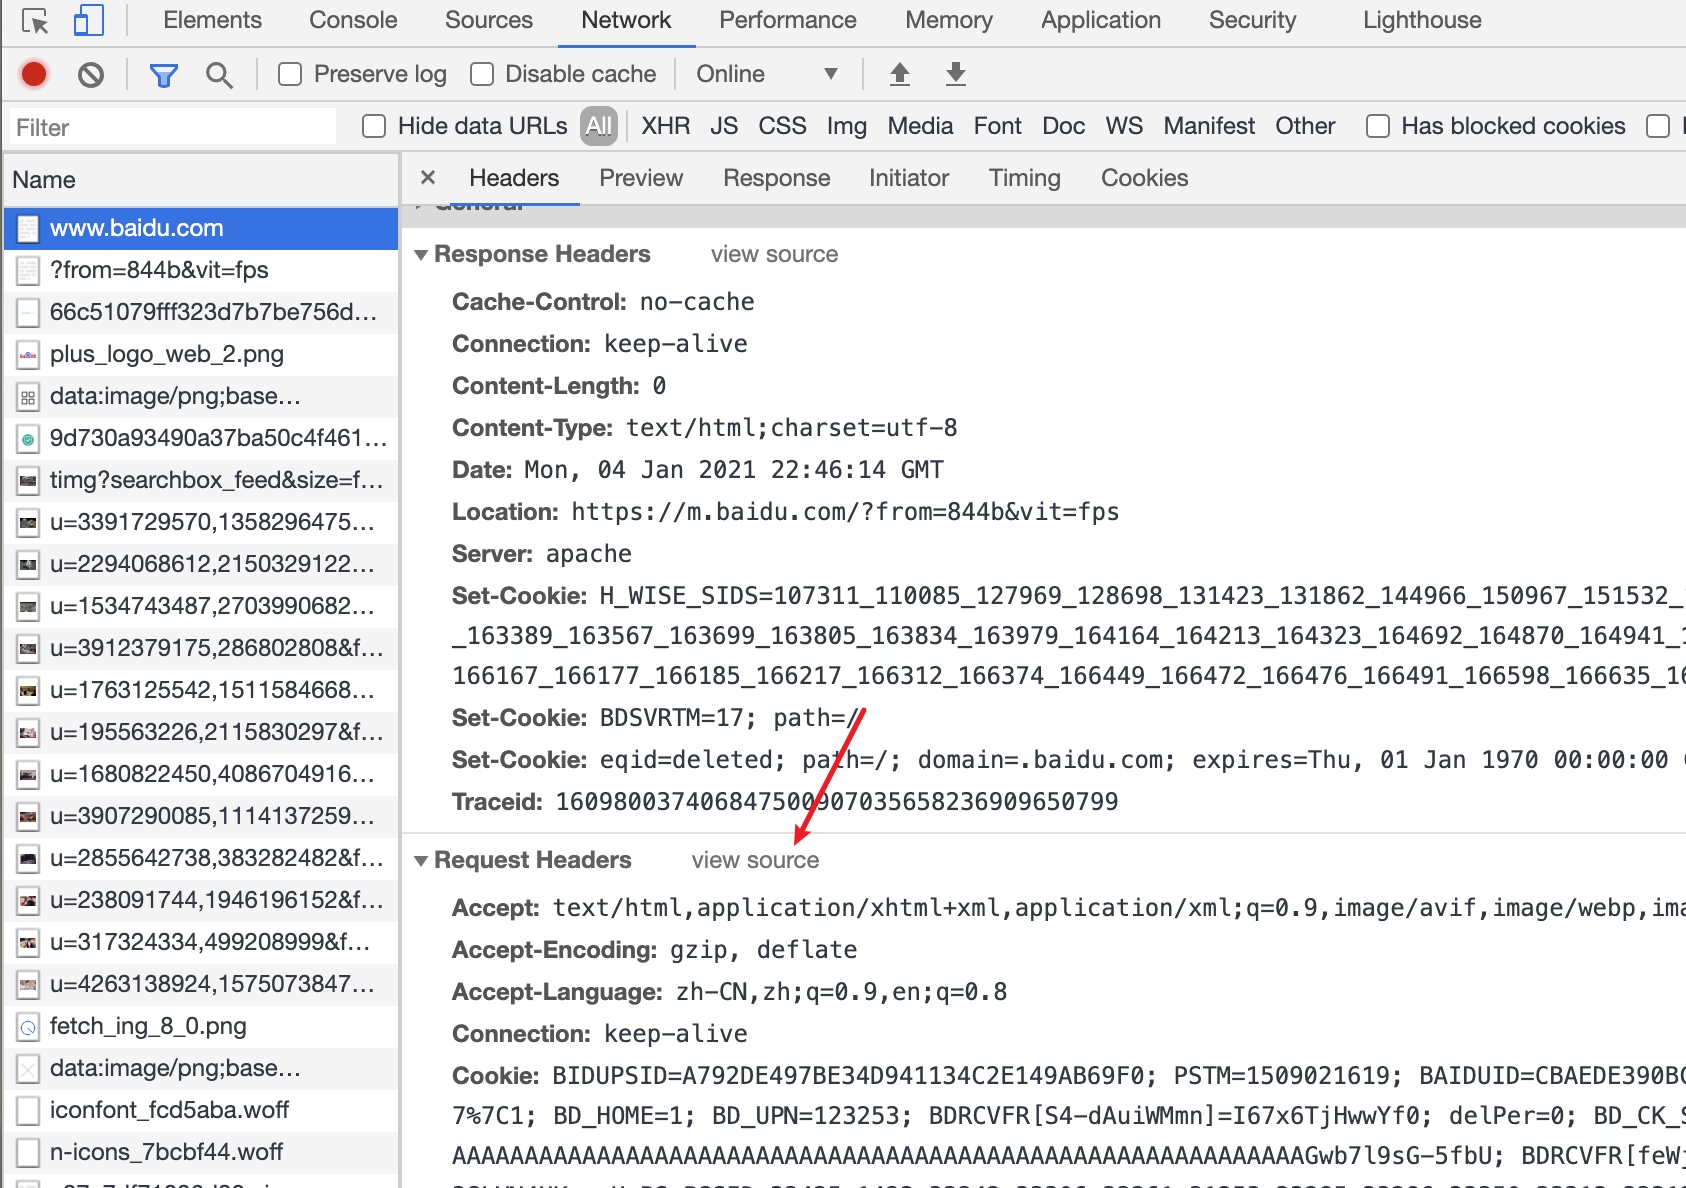 Elements Console Sources Network Performance Memory Application Security Lighthouse
Preserve log Disable cache Online
Filter Hide data URLs All XHR JS CSS Img Media Font Doc WS Manifest Other Has blocked cookies
Name
Headers Preview Response Initiator Timing Cookies
General
www.baidu.com
?from=844b&vit=fps
66c51079fff323d7b7be756d...
plus_logo_web_2.png
data:image/png;base...
9d730a93490a37ba50c4f461...
timg?searchbox_feed&size=f...
u=3391729570,1358296475...
u=2294068612,2150329122...
u=1534743487,2703990682...
u=3912379175,286802808&f...
u=1763125542,1511584668...
u=195563226,2115830297&f...
u=1680822450,4086704916...
u=3907290085,1114137259...
u=2855642738,383282482&f...
u=238091744,1946196152&f...
u=317324334,499208999&f...
u=4263138924,1575073847...
fetch_ing_8_0.png
data:image/png;base...
iconfont_fcd5aba.woff
n-icons_7bcbf44.woff
Response Headers view source
Cache-Control: no-cache
Connection: keep-alive
Content-Length: 0
Content-Type: text/html;charset=utf-8
Date: Mon, 04 Jan 2021 22:46:14 GMT
Location: https://m.baidu.com/?from=844b&vit=fps
Server: apache
Set-Cookie: H_WISE_SIDS=107311_110085_127969_128698_131423_131862_144966_150967_151532_
_163389_163567_163699_163805_163834_163979_164164_164213_164323_164692_164870_164941_
166167_166177_166185_166217_166312_166374_166449_166472_166476_166491_166598_166635_16
Set-Cookie: BDSVRTM=17; path=/
Set-Cookie: eqid=deleted; path=/; domain=.baidu.com; expires=Thu, 01 Jan 1970 00:00:00
Traceid: 160980037406847500907035658236909650799
Request Headers view source
Accept: text/html,application/xhtml+xml,application/xml;q=0.9,image/avif,image/webp,ima
Accept-Encoding: gzip, deflate
Accept-Language: zh-CN,zh;q=0.9,en;q=0.8
Connection: keep-alive
Cookie: BIDUPSID=A792DE497BE34D941134C2E149AB69F0; PSTM=1509021619; BAIDUID=CBAEDE390B
7%7C1; BD_HOME=1; BD_UPN=123253; BDRCVFR[S4-dAuiWMmn]=I67x6TjHwwYf0; delPer=0; BD_CK_S
AAAAAAAAAAAAAAAAAAAAAAAAAAAAAAAAAAAAAAAAAAAAAAAAAAAAAAAAAAAGwb7l9sG-5fbU; BDRCVFR[feWj